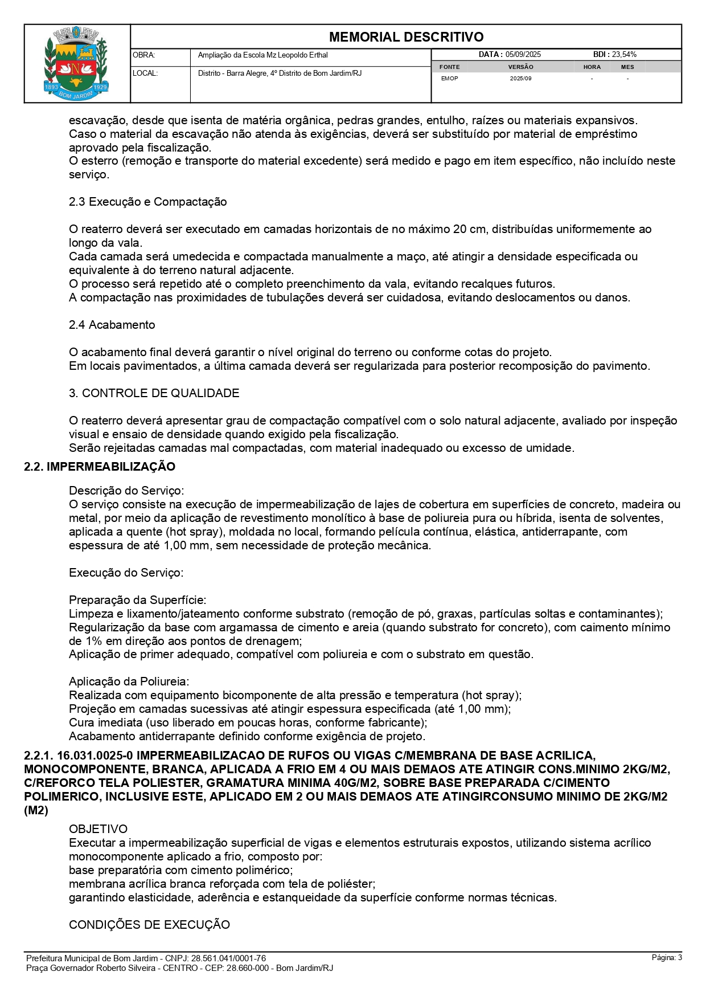 MEMORIAL DESCRITIVO
OBRA: Ampliação da Escola Mz Leopoldo Erthal
DATA : 05/09/2025 BDI : 23,54%
FONTE VERSÃO HORA MES
LOCAL: Distrito - Barra Alegre, 4º Distrito de Bom Jardim/RJ
EMOP 2025/09 - -
N
1893 1929
BOM JARDIM
escavação, desde que isenta de matéria orgânica, pedras grandes, entulho, raízes ou materiais expansivos.
Caso o material da escavação não atenda às exigências, deverá ser substituído por material de empréstimo
aprovado pela fiscalização.
O esterro (remoção e transporte do material excedente) será medido e pago em item específico, não incluído neste
serviço.
2.3 Execução e Compactação
O reaterro deverá ser executado em camadas horizontais de no máximo 20 cm, distribuídas uniformemente ao
longo da vala.
Cada camada será umedecida e compactada manualmente a maço, até atingir a densidade especificada ou
equivalente à do terreno natural adjacente.
O processo será repetido até o completo preenchimento da vala, evitando recalques futuros.
A compactação nas proximidades de tubulações deverá ser cuidadosa, evitando deslocamentos ou danos.
2.4 Acabamento
O acabamento final deverá garantir o nível original do terreno ou conforme cotas do projeto.
Em locais pavimentados, a última camada deverá ser regularizada para posterior recomposição do pavimento.
3. CONTROLE DE QUALIDADE
O reaterro deverá apresentar grau de compactação compatível com o solo natural adjacente, avaliado por inspeção
visual e ensaio de densidade quando exigido pela fiscalização.
Serão rejeitadas camadas mal compactadas, com material inadequado ou excesso de umidade.
2.2. IMPERMEABILIZAÇÃO
Descrição do Serviço:
O serviço consiste na execução de impermeabilização de lajes de cobertura em superfícies de concreto, madeira ou
metal, por meio da aplicação de revestimento monolítico à base de poliureia pura ou híbrida, isenta de solventes,
aplicada a quente (hot spray), moldada no local, formando película contínua, elástica, antiderrapante, com
espessura de até 1,00 mm, sem necessidade de proteção mecânica.
Execução do Serviço:
Preparação da Superfície:
Limpeza e lixamento/jateamento conforme substrato (remoção de pó, graxas, partículas soltas e contaminantes);
Regularização da base com argamassa de cimento e areia (quando substrato for concreto), com caimento mínimo
de 1% em direção aos pontos de drenagem;
Aplicação de primer adequado, compatível com poliureia e com o substrato em questão.
Aplicação da Poliureia:
Realizada com equipamento bicomponente de alta pressão e temperatura (hot spray);
Projeção em camadas sucessivas até atingir espessura especificada (até 1,00 mm);
Cura imediata (uso liberado em poucas horas, conforme fabricante);
Acabamento antiderrapante definido conforme exigência de projeto.
2.2.1. 16.031.0025-0 IMPERMEABILIZACAO DE RUFOS OU VIGAS C/MEMBRANA DE BASE ACRILICA,
MONOCOMPONENTE, BRANCA, APLICADA A FRIO EM 4 OU MAIS DEMAOS ATE ATINGIR CONS.MINIMO 2KG/M2,
C/REFORCO TELA POLIESTER, GRAMATURA MINIMA 40G/M2, SOBRE BASE PREPARADA C/CIMENTO
POLIMERICO, INCLUSIVE ESTE, APLICADO EM 2 OU MAIS DEMAOS ATE ATINGIRCONSUMO MINIMO DE 2KG/M2
(M2)
OBJETIVO
Executar a impermeabilização superficial de vigas e elementos estruturais expostos, utilizando sistema acrílico
monocomponente aplicado a frio, composto por:
base preparatória com cimento polimérico;
membrana acrílica branca reforçada com tela de poliéster;
garantindo elasticidade, aderência e estanqueidade da superfície conforme normas técnicas.
CONDIÇÕES DE EXECUÇÃO
Prefeitura Municipal de Bom Jardim - CNPJ: 28.561.041/0001-76 Página: 3
Praça Governador Roberto Silveira - CENTRO - CEP: 28.660-000 - Bom Jardim/RJ